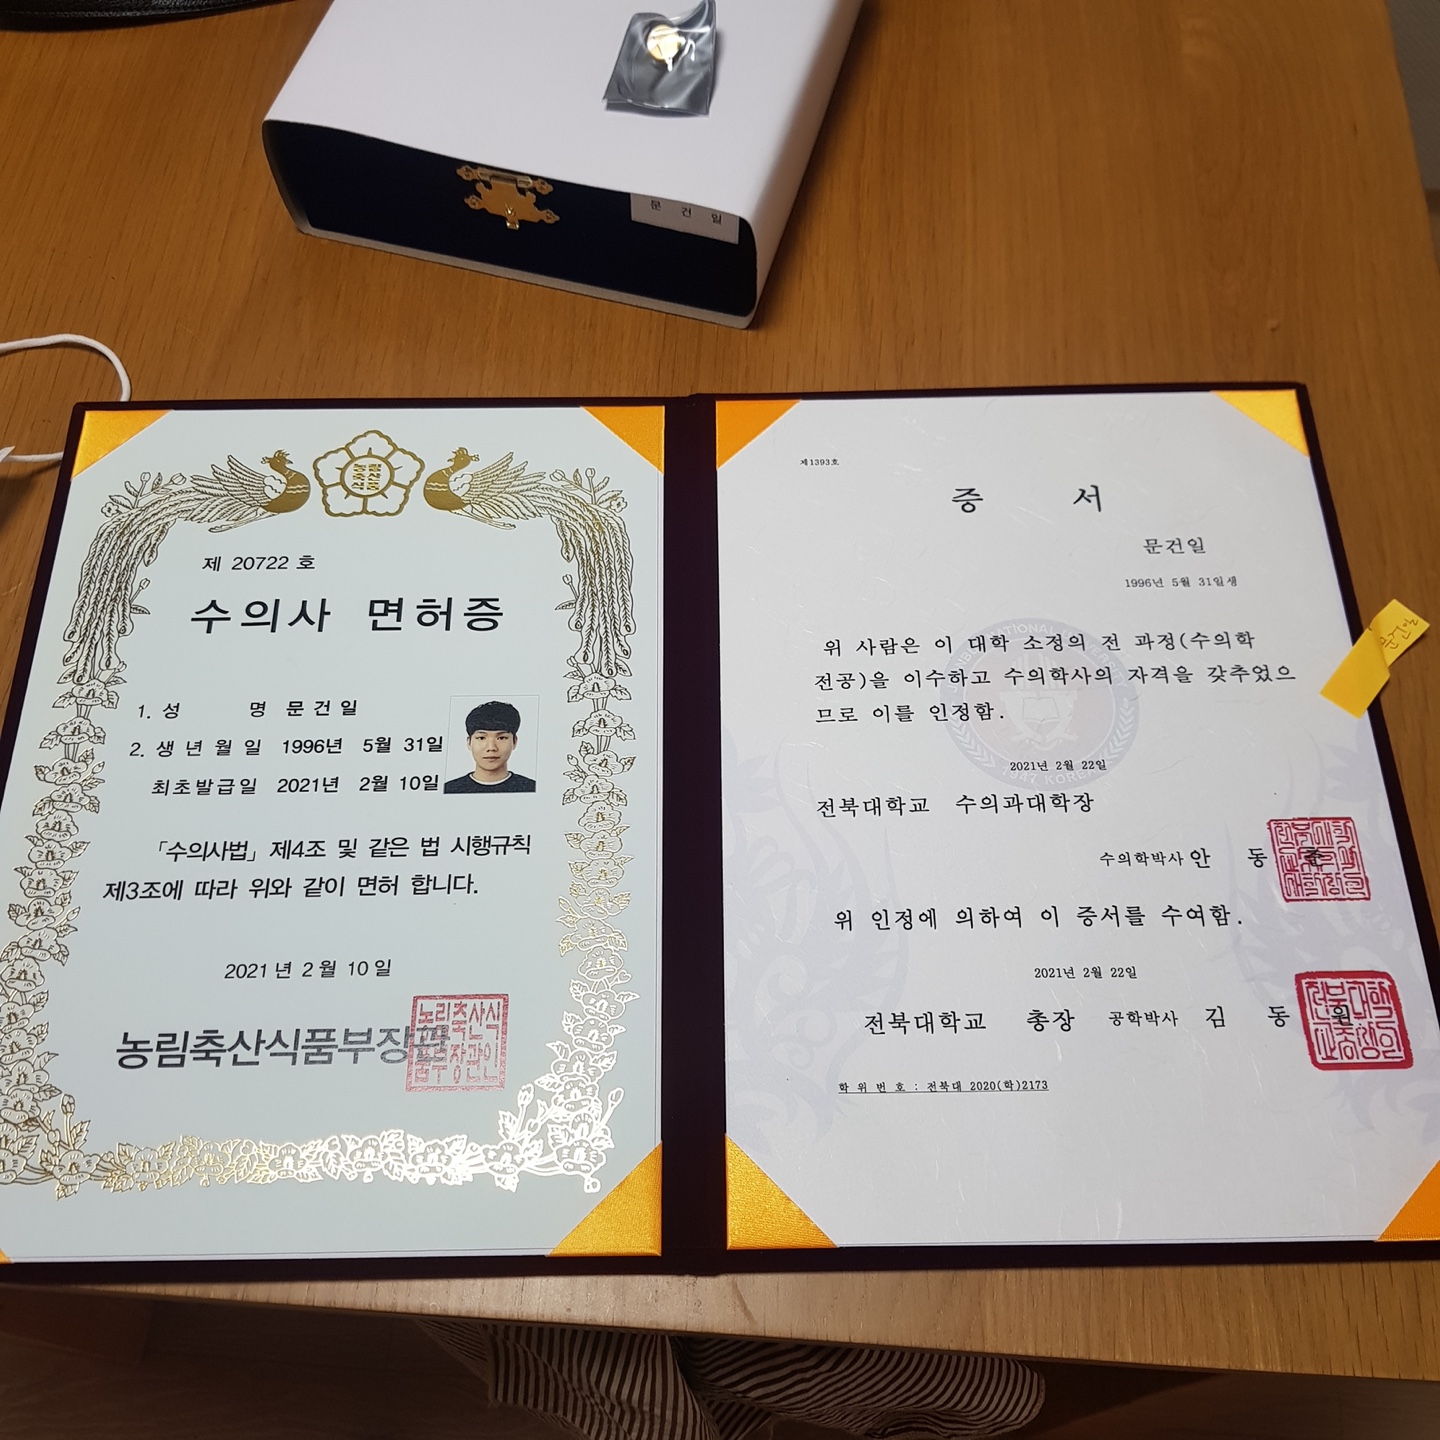 문 건 일
제 20722 호
수의사 면허증
1. 성 명 문 건 일
2. 생 년 월 일 1996년 5월 31일
최초발급일 2021년 2월 10일
「수의사법」 제4조 및 같은 법 시행규칙
제3조에 따라 위와 같이 면허 합니다.
2021 년 2 월 10 일
농림축산식품부장관
농림축산식
품부장관인
제1393호
증 서
문건일
1996년 5월 31일생
위 사람은 이 대학 소정의 전 과정(수의학
전공)을 이수하고 수의학사의 자격을 갖추었으
므로 이를 인정함.
1947 KOREA
2021년 2월 22일
전북대학교 수의과대학장
수의학박사 안 동
위 인정에 의하여 이 증서를 수여함.
2021년 2월 22일
전북대학교 총장 공학박사 김 동 원
학 위 번 호 : 전북대 2020(학)2173
문건일